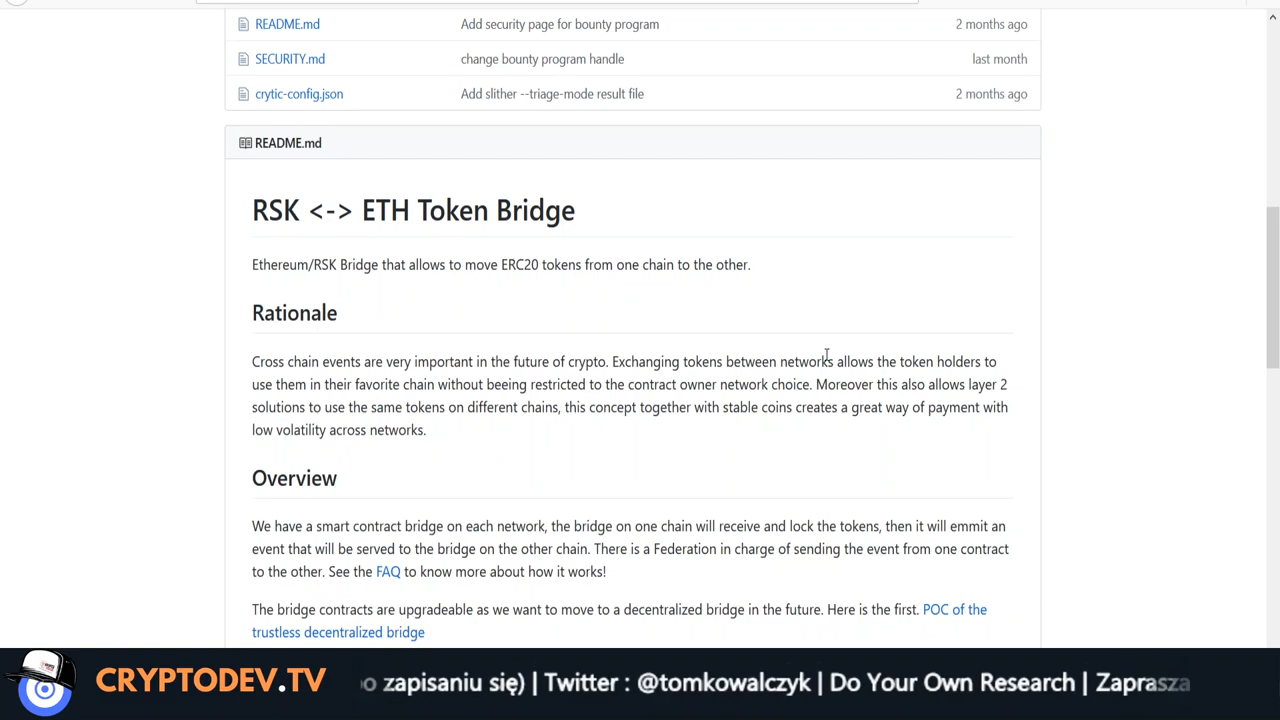 README.md Add security page for bounty program 2 months ago
SECURITY.md change bounty program handle last month
crytic-config.json Add slither --triage-mode result file 2 months ago
README.md
RSK <-> ETH Token Bridge
Ethereum/RSK Bridge that allows to move ERC20 tokens from one chain to the other.
Rationale
Cross chain events are very important in the future of crypto. Exchanging tokens between networks allows the token holders to
use them in their favorite chain without beeing restricted to the contract owner network choice. Moreover this also allows layer 2
solutions to use the same tokens on different chains, this concept together with stable coins creates a great way of payment with
low volatility across networks.
Overview
We have a smart contract bridge on each network, the bridge on one chain will receive and lock the tokens, then it will emmit an
event that will be served to the bridge on the other chain. There is a Federation in charge of sending the event from one contract
to the other. See the FAQ to know more about how it works!
The bridge contracts are upgradeable as we want to move to a decentralized bridge in the future. Here is the first. POC of the
trustless decentralized bridge
CRYPTODEV.TV
zapisaniu się) | Twitter : @tomkowalczyk | Do Your Own Research | Zaprasza